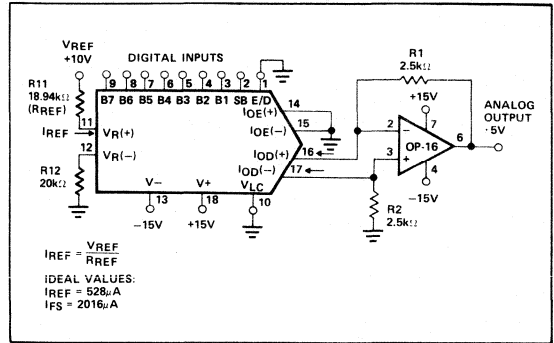 VREF
+10V
DIGITAL INPUTS
R11
18.94kΩ
(RREF)
9 8 7 6 5 4 3 2 1
B7 B6 B5 B4 B3 B2 B1 SB E/D
IOE(+) 14
IOE(-) 15
IREF
11
VR(+)
12
VR(-)
IOD(+) 16
IOD(-) 17
R12
20kΩ
V- V+ VLC
13 18 10
-15V +15V
R1
2.5kΩ
+15V
7
2
-
OP-16
3
+
6
4
-15V
ANALOG
OUTPUT
·5V
R2
2.5kΩ
IREF = VREF
RREF
IDEAL VALUES:
IREF = 528μA
IFS = 2016μA